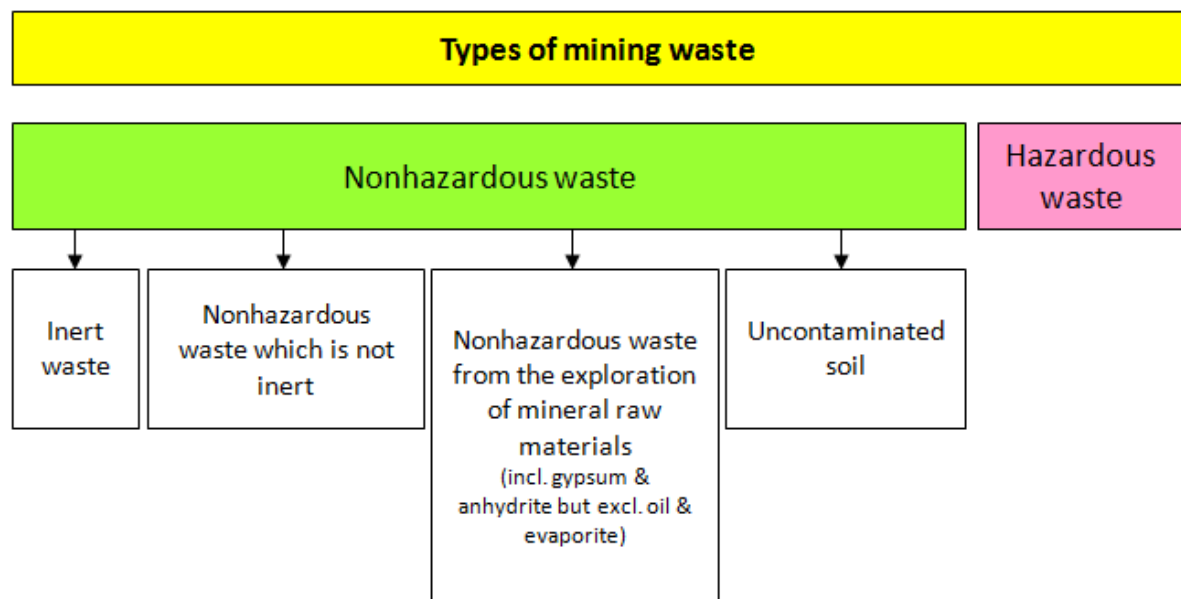 Types of mining waste
Nonhazardous waste
Hazardous
waste
Inert
waste
Nonhazardous
waste which is not
inert
Nonhazardous waste
from the exploration
of mineral raw
materials
(incl. gypsum &
anhydrite but excl. oil &
evaporite)
Uncontaminated
soil